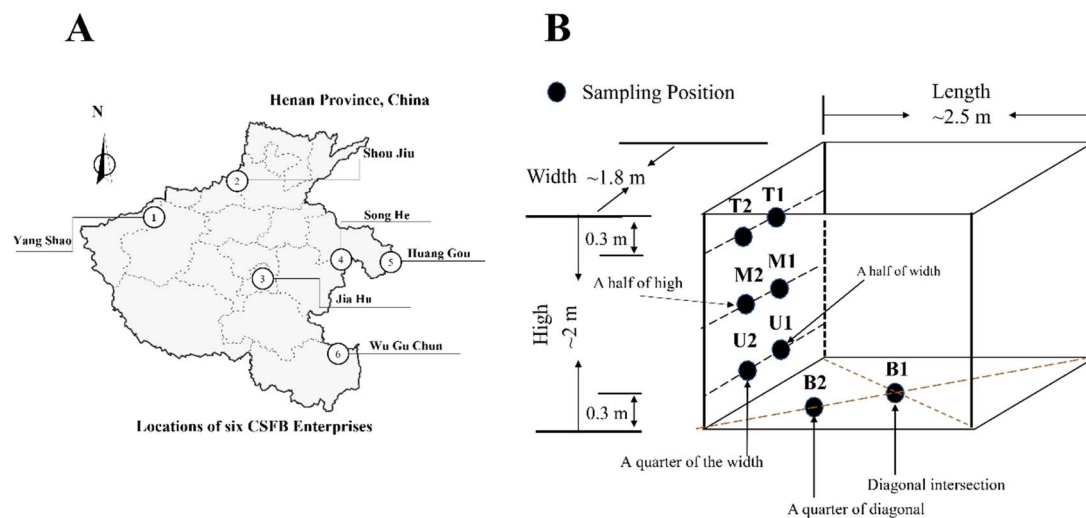 A
Henan Province, China
N
Shou Jiu
2
Song He
1
Yang Shao
4
5
Huang Gou
3
Jia Hu
6
Wu Gu Chun
Locations of six CSFB Enterprises
B
Sampling Position
Length
~2.5 m
Width ~1.8 m
T2 T1
0.3 m
M2 M1
A half of high
A half of width
High
~2 m
U2 U1
B2 B1
0.3 m
A quarter of the width
Diagonal intersection
A quarter of diagonal